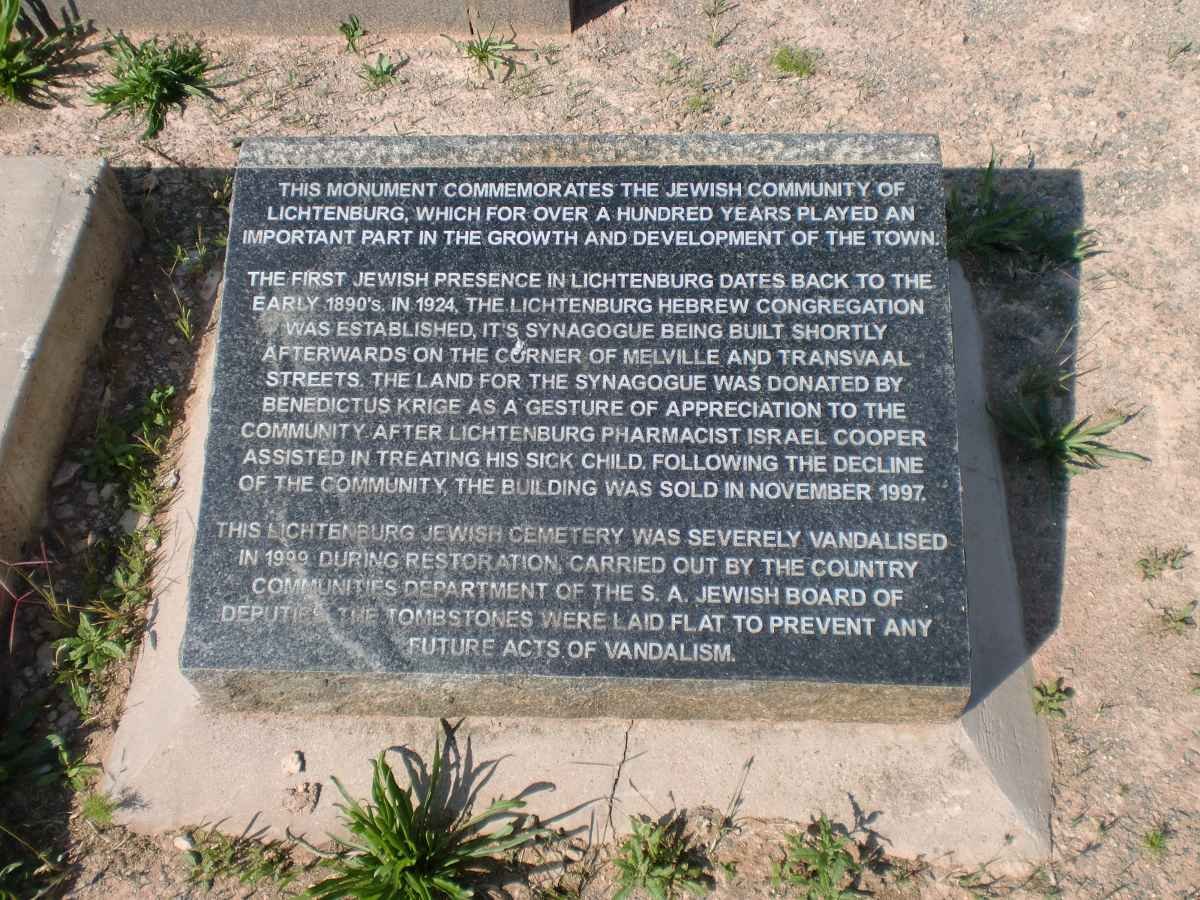 THIS MONUMENT COMMEMORATES THE JEWISH COMMUNITY OF
LICHTENBURG, WHICH FOR OVER A HUNDRED YEARS PLAYED AN
IMPORTANT PART IN THE GROWTH AND DEVELOPMENT OF THE TOWN.
THE FIRST JEWISH PRESENCE IN LICHTENBURG DATES BACK TO THE
EARLY 1890's. IN 1924, THE LICHTENBURG HEBREW CONGREGATION
WAS ESTABLISHED, IT'S SYNAGOGUE BEING BUILT SHORTLY
AFTERWARDS ON THE CORNER OF MELVILLE AND TRANSVAAL
STREETS. THE LAND FOR THE SYNAGOGUE WAS DONATED BY
BENEDICTUS KRIGE AS A GESTURE OF APPRECIATION TO THE
COMMUNITY. AFTER LICHTENBURG PHARMACIST ISRAEL COOPER
ASSISTED IN TREATING HIS SICK CHILD. FOLLOWING THE DECLINE
OF THE COMMUNITY, THE BUILDING WAS SOLD IN NOVEMBER 1997.
THIS LICHTENBURG JEWISH CEMETERY WAS SEVERELY VANDALISED
IN 1999. DURING RESTORATION, CARRIED OUT BY THE COUNTRY
COMMUNITIES DEPARTMENT OF THE S. A. JEWISH BOARD OF
DEPUTIES, THE TOMBSTONES WERE LAID FLAT TO PREVENT ANY
FUTURE ACTS OF VANDALISM.